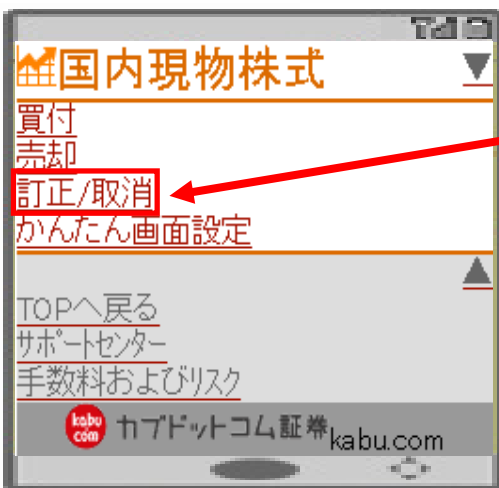 国内現物株式 ▼
買付
売却
訂正/取消
かんたん画面設定
▲
TOPへ戻る
サポートセンター
手数料およびリスク
kabu
com
カブドットコム証券
kabu.com